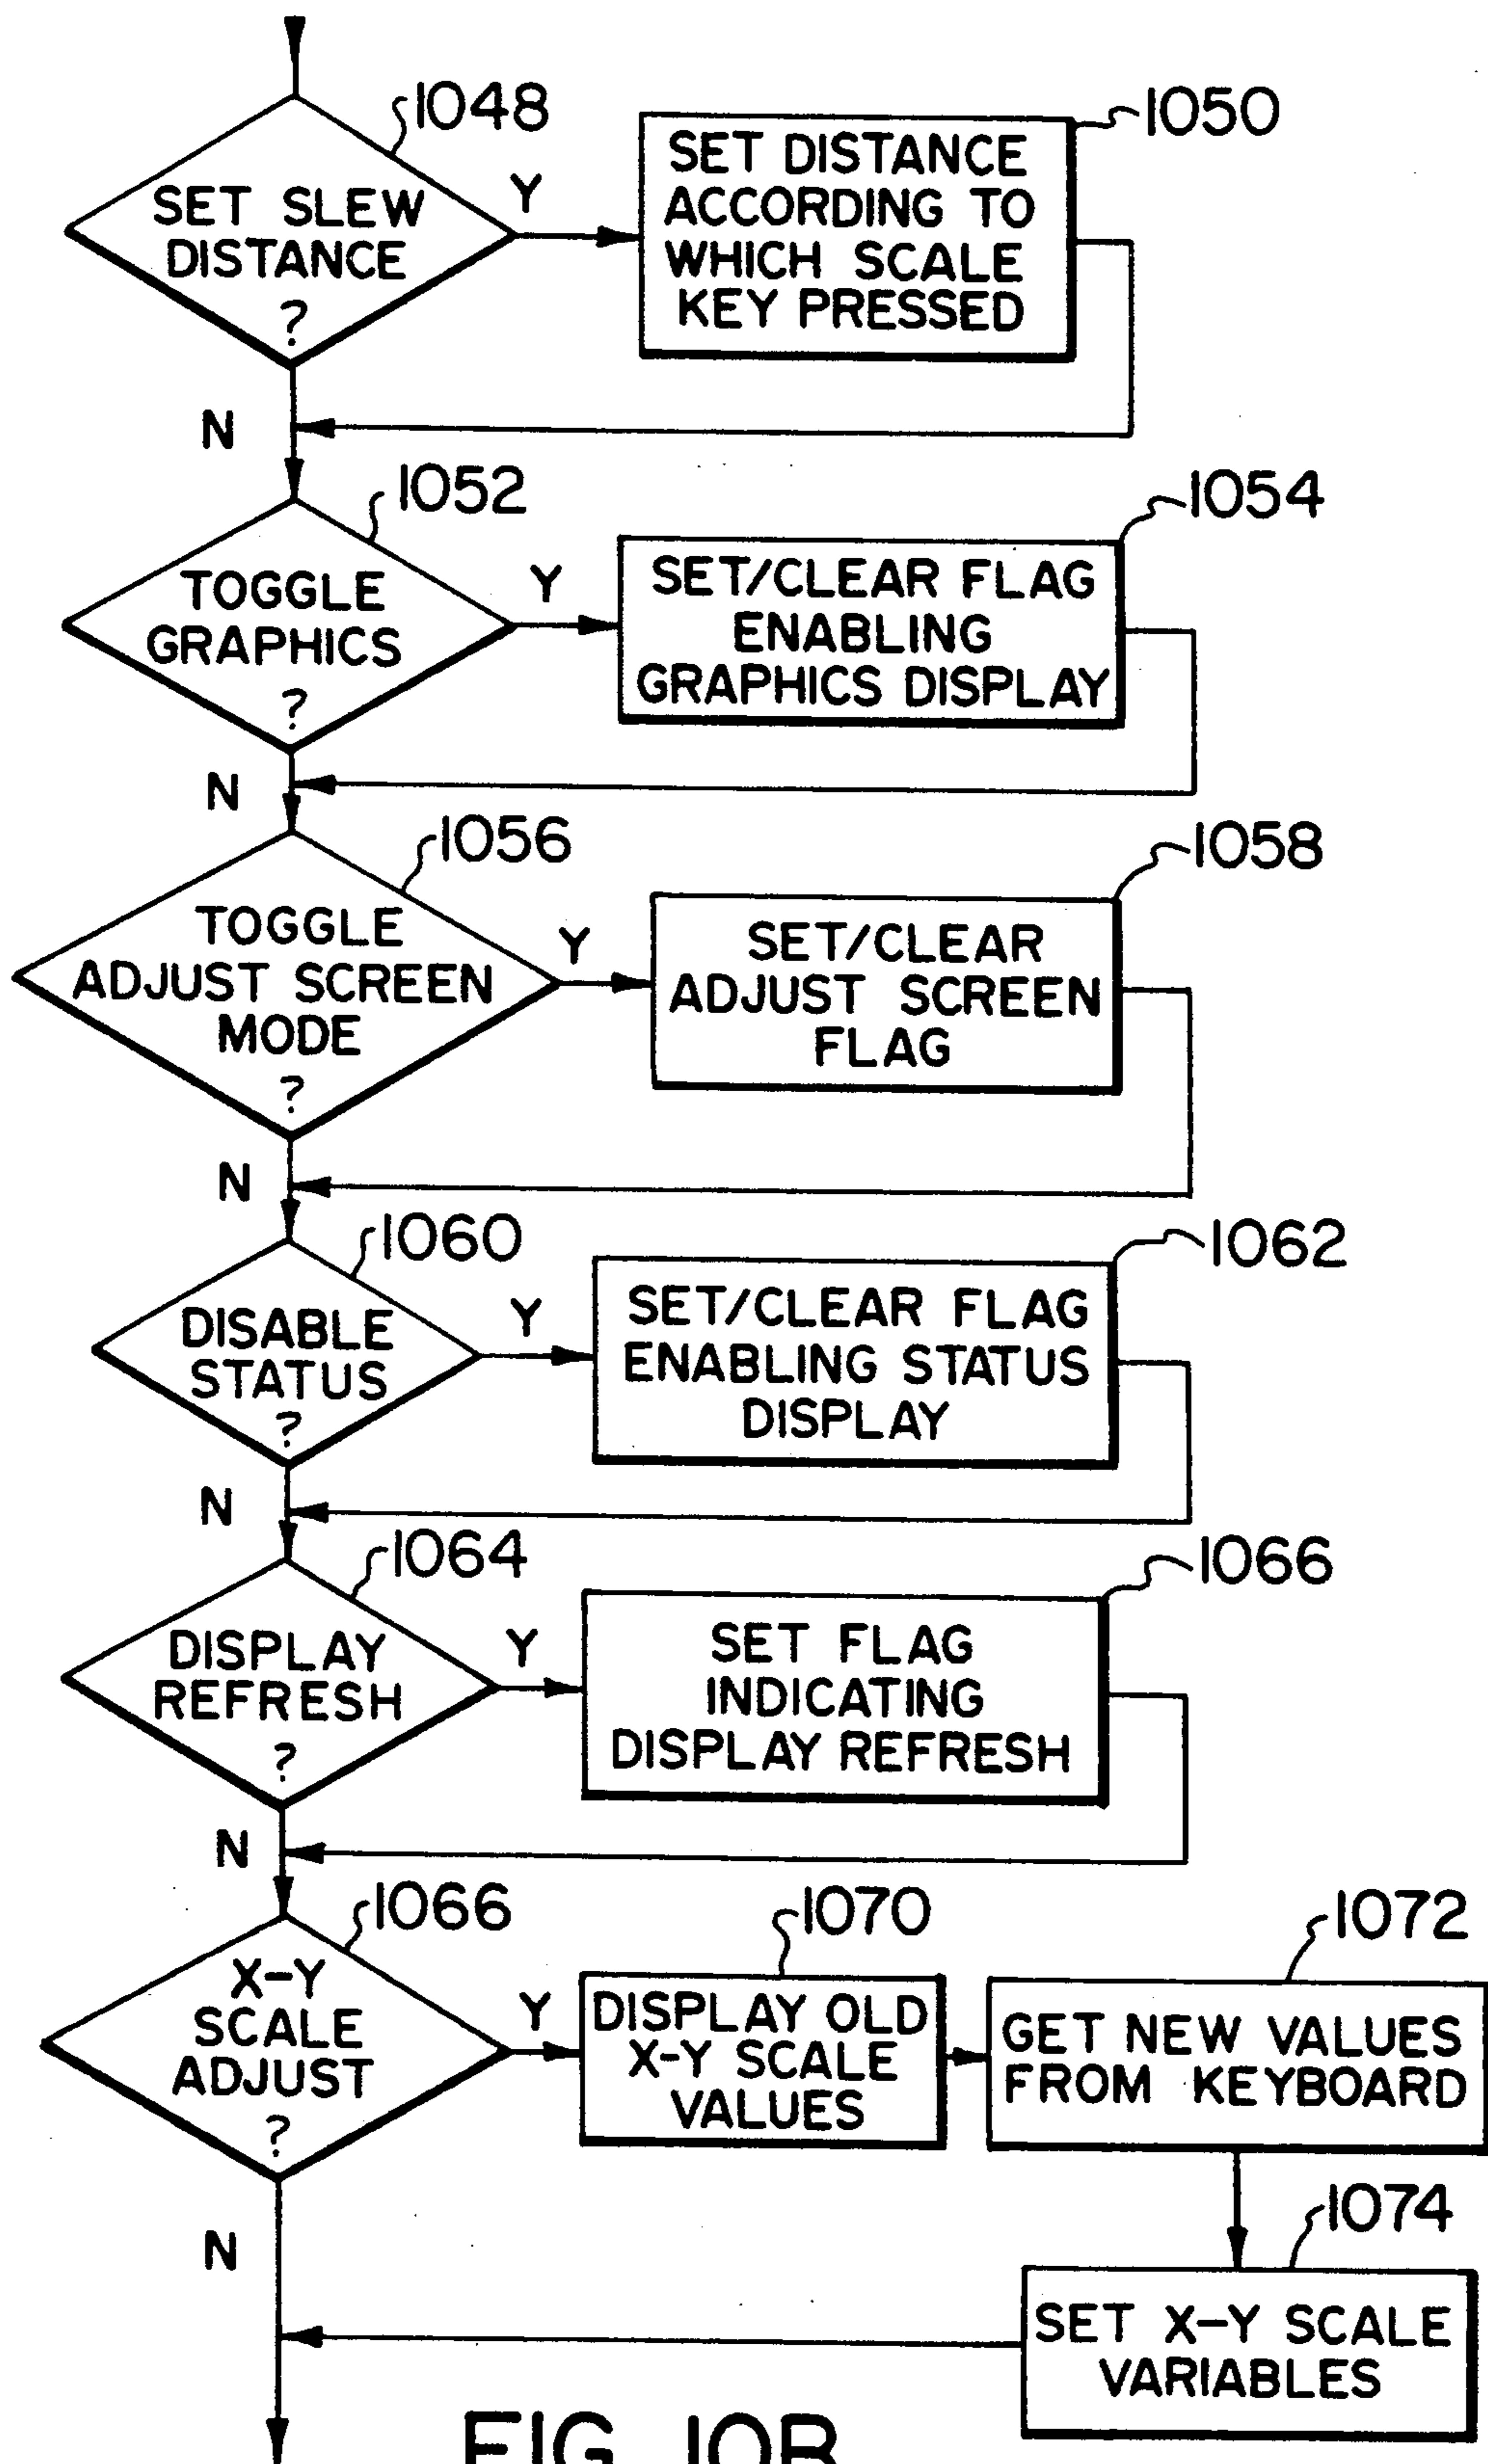 1048
SET SLEW
DISTANCE
?
Y
1050
SET DISTANCE
ACCORDING TO
WHICH SCALE
KEY PRESSED
N
1052
TOGGLE
GRAPHICS
?
Y
1054
SET/CLEAR FLAG
ENABLING
GRAPHICS DISPLAY
N
1056
TOGGLE
ADJUST SCREEN
MODE
?
Y
1058
SET/CLEAR
ADJUST SCREEN
FLAG
N
1060
DISABLE
STATUS
?
Y
1062
SET/CLEAR FLAG
ENABLING STATUS
DISPLAY
N
1064
DISPLAY
REFRESH
?
Y
1066
SET FLAG
INDICATING
DISPLAY REFRESH
N
1066
X-Y
SCALE
ADJUST
?
Y
1070
DISPLAY OLD
X-Y SCALE
VALUES
1072
GET NEW VALUES
FROM KEYBOARD
N
1074
SET X-Y SCALE
VARIABLES
FIG. 10B